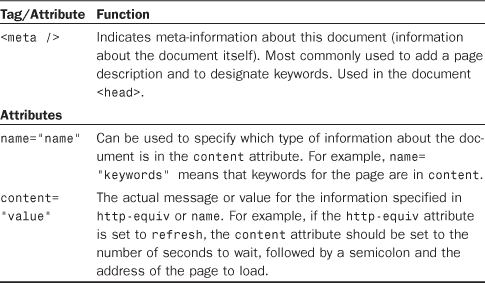 Tag/Attribute Function
<meta /> Indicates meta-information about this document (information
about the document itself). Most commonly used to add a page
description and to designate keywords. Used in the document
<head>.
Attributes
name="name" Can be used to specify which type of information about the doc-
ument is in the content attribute. For example, name=
"keywords" means that keywords for the page are in content.
content= The actual message or value for the information specified in
"value" http-equiv or name. For example, if the http-equiv attribute
is set to refresh, the content attribute should be set to the
number of seconds to wait, followed by a semicolon and the
address of the page to load.